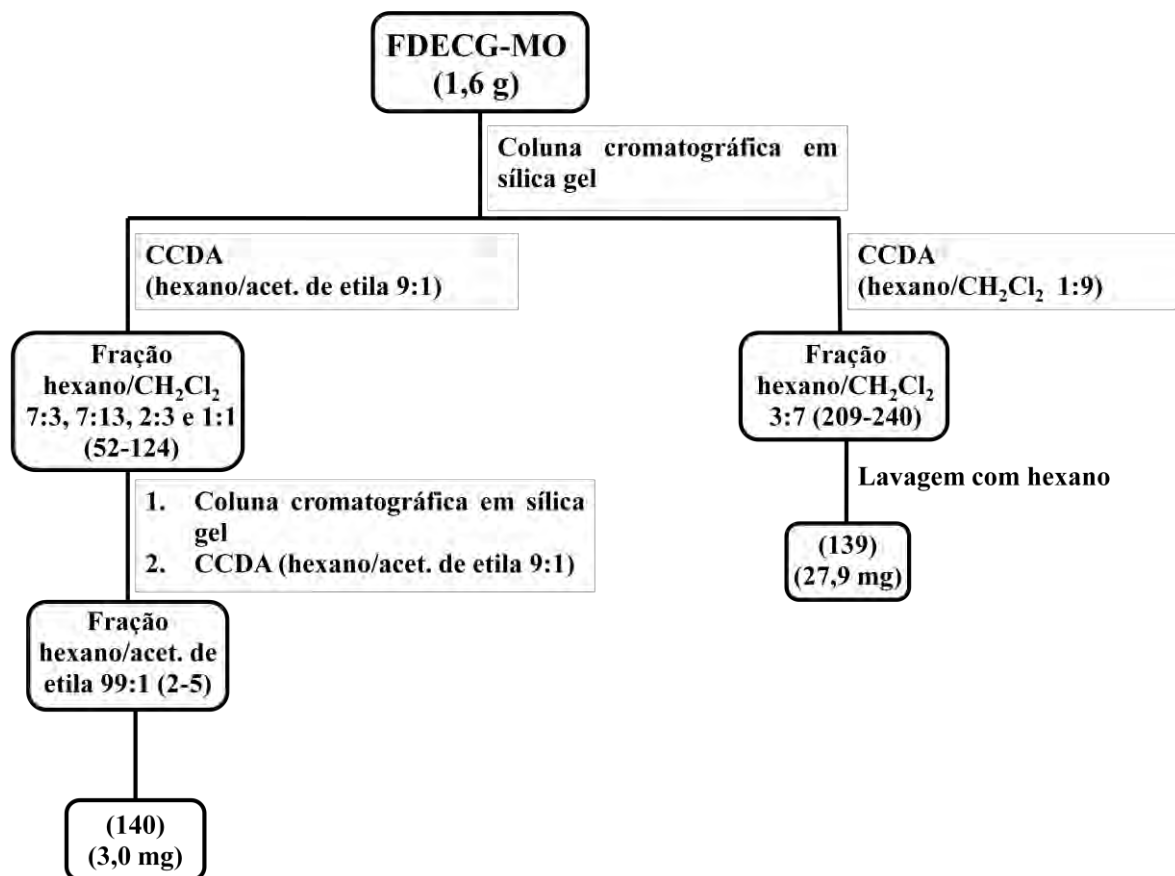 FDECG-MO
(1,6 g)
Coluna cromatográfica em
sílica gel
CCDA
(hexano/acet. de etila 9:1)
CCDA
(hexano/CH₂Cl₂ 1:9)
Fração
hexano/CH₂Cl₂
7:3, 7:13, 2:3 e 1:1
(52-124)
Fração
hexano/CH₂Cl₂
3:7 (209-240)
1. Coluna cromatográfica em sílica
gel
2. CCDA (hexano/acet. de etila 9:1)
Lavagem com hexano
(139)
(27,9 mg)
Fração
hexano/acet. de
etila 99:1 (2-5)
(140)
(3,0 mg)